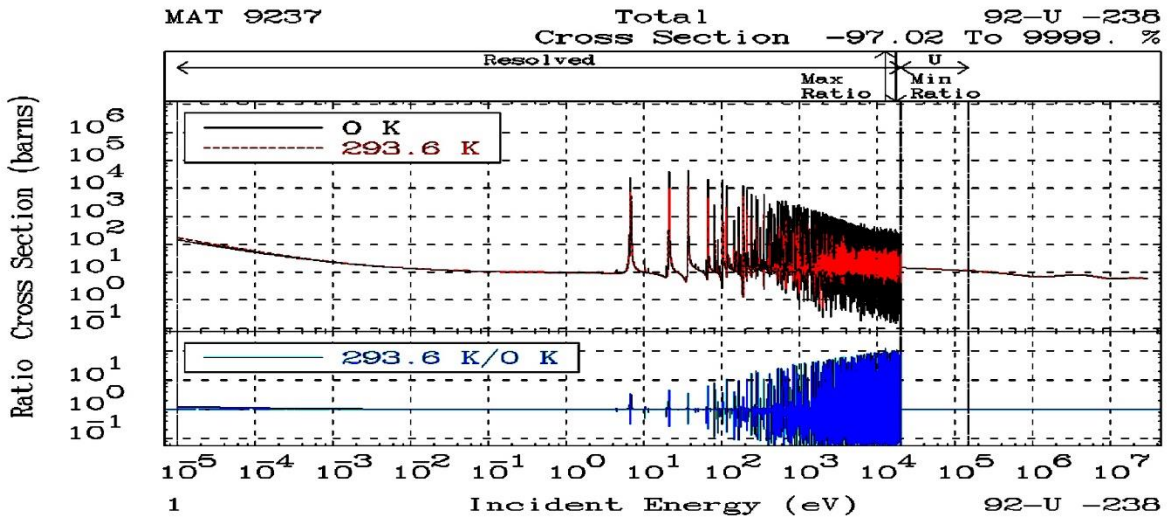 MAT 9237 Total 92-U -238
Cross Section -97.02 To 9999. %
Resolved U
Max Ratio Min Ratio
Cross Section (barns)
10^6
10^5
10^4
10^3
10^2
10^1
10^0
10^1
0 K
293.6 K
Ratio
10^1
10^0
10^1
293.6 K/0 K
10^5 10^4 10^3 10^2 10^1 10^0 10^1 10^2 10^3 10^4 10^5 10^6 10^7
1 Incident Energy (eV) 92-U -238